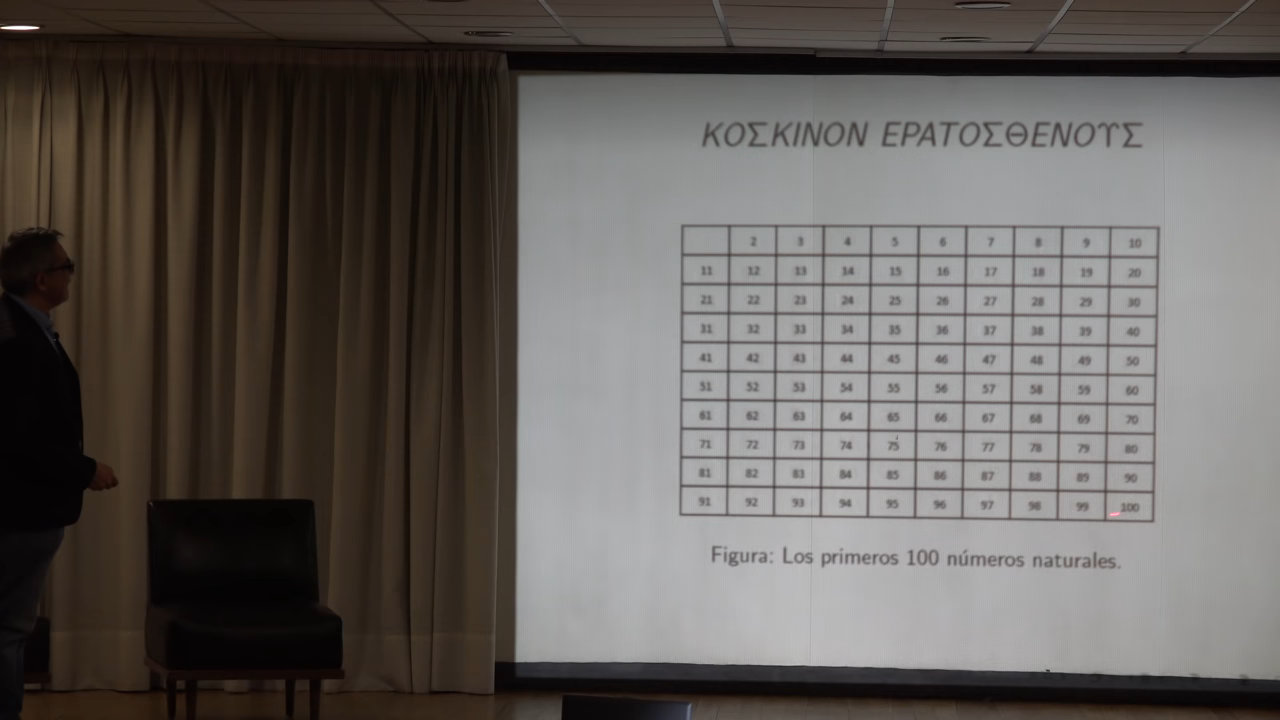 ΚΟΣΚΙΝΟΝ ΕΡΑΤΟΣΘΕΝΟΥΣ
2 3 4 5 6 7 8 9 10
11 12 13 14 15 16 17 18 19 20
21 22 23 24 25 26 27 28 29 30
31 32 33 34 35 36 37 38 39 40
41 42 43 44 45 46 47 48 49 50
51 52 53 54 55 56 57 58 59 60
61 62 63 64 65 66 67 68 69 70
71 72 73 74 75 76 77 78 79 80
81 82 83 84 85 86 87 88 89 90
91 92 93 94 95 96 97 98 99 100
Figura: Los primeros 100 números naturales.